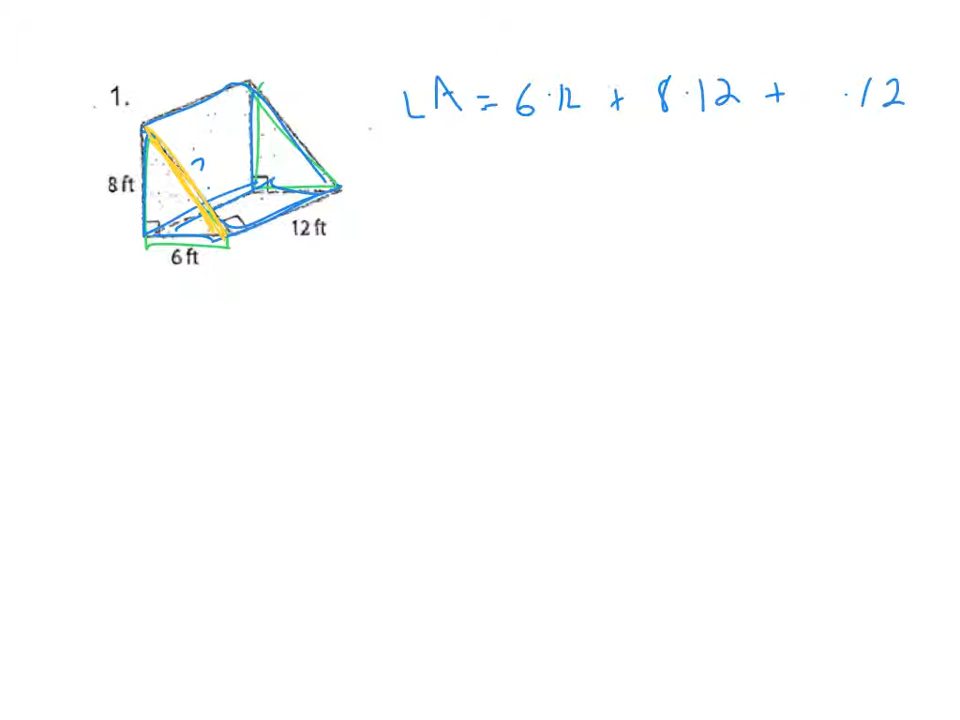 1.
LA = 6·12 + 8·12 + ·12
8 ft
?
12 ft
6 ft